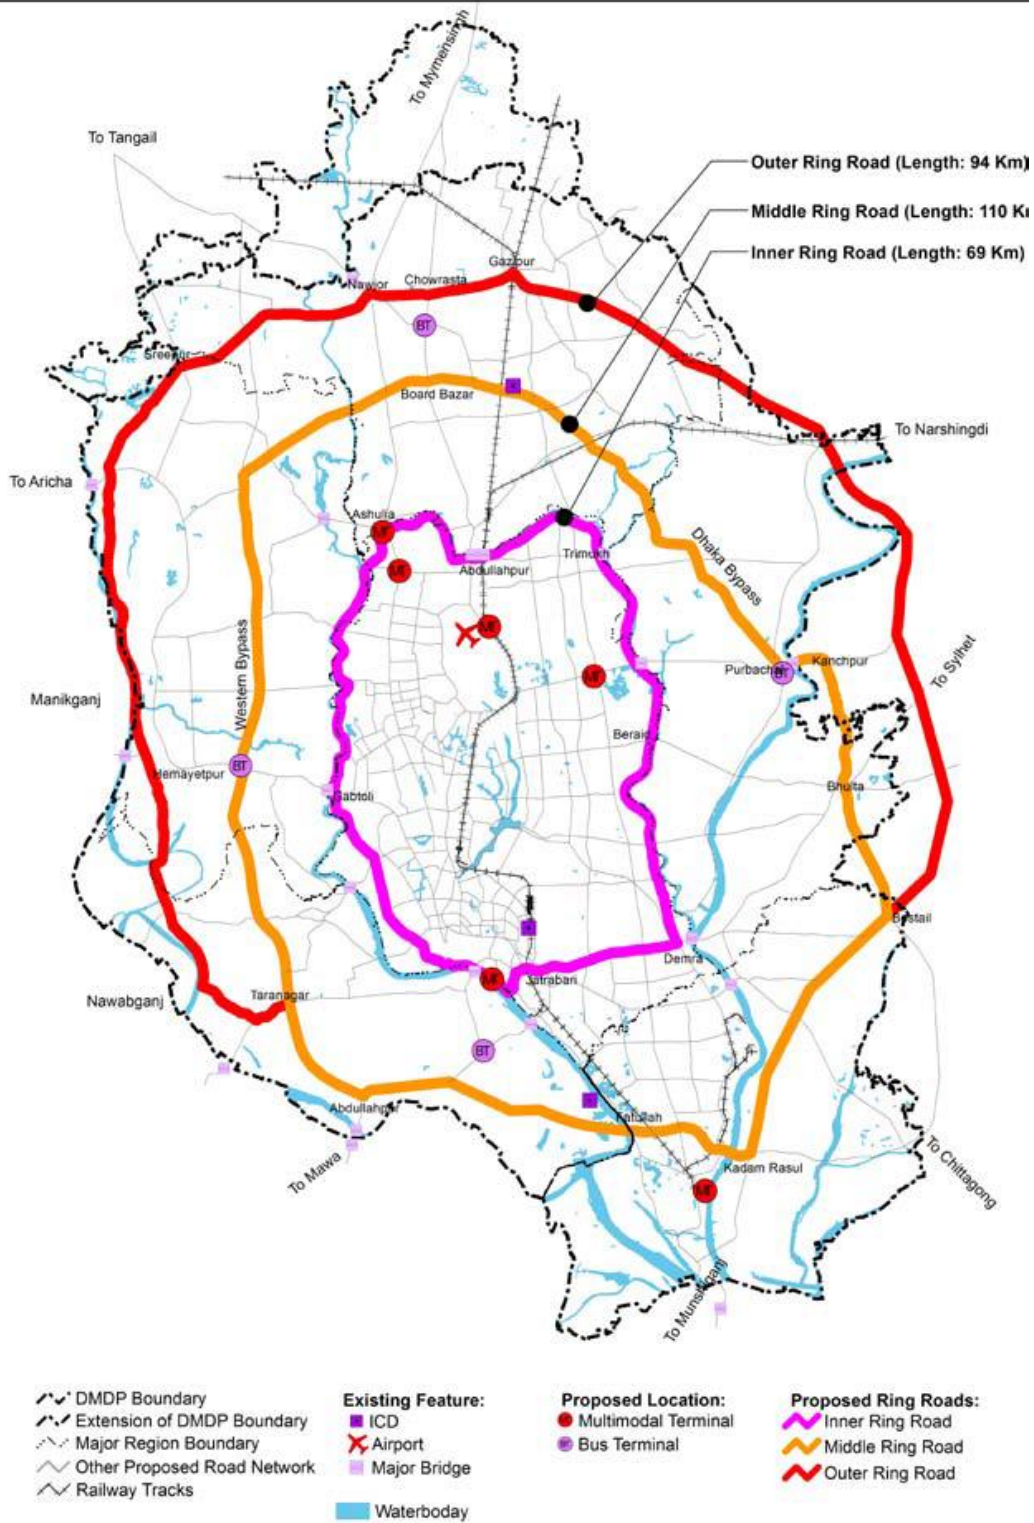 To Mymensingh
To Tangail
Outer Ring Road (Length: 94 Km)
Middle Ring Road (Length: 110 K
Inner Ring Road (Length: 69 Km)
Gazipur
Nawjor
Chowrasta
BT
Sreepur
Board Bazar
To Narshingdi
To Aricha
Ashulia
MT
Trimukh
Abdullahpur
MT
Dhaka Bypass
MT
Western Bypass
To Sylhet
Purbachal
BT
Kanchpur
MT
Manikganj
Beraid
Hemayetpur
BT
Gabtoli
Bhulta
Bastail
Demra
MT
Jatrabari
Nawabganj
Taranagar
BT
Abdullahpur
Fatullah
To Mawa
Kadam Rasul
MT
To Chittagong
To Munshiganj
DMDP Boundary
Extension of DMDP Boundary
Major Region Boundary
Other Proposed Road Network
Railway Tracks
Existing Feature:
ICD
Airport
Major Bridge
Waterboday
Proposed Location:
MT Multimodal Terminal
BT Bus Terminal
Proposed Ring Roads:
Inner Ring Road
Middle Ring Road
Outer Ring Road